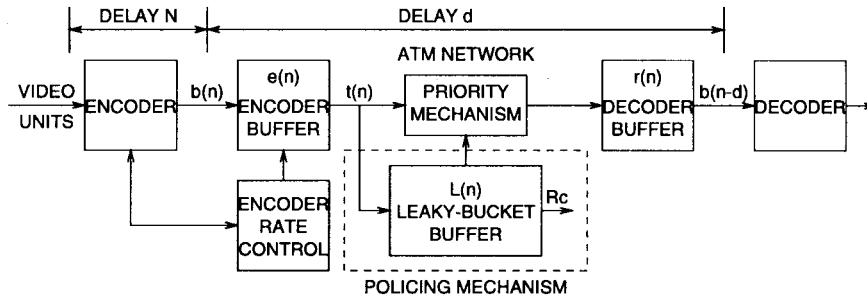 DELAY N
DELAY d
ATM NETWORK
VIDEO
UNITS
ENCODER
b(n)
e(n)
ENCODER
BUFFER
t(n)
PRIORITY
MECHANISM
r(n)
DECODER
BUFFER
b(n-d)
DECODER
ENCODER
RATE
CONTROL
L(n)
LEAKY-BUCKET
BUFFER
Rc
POLICING MECHANISM